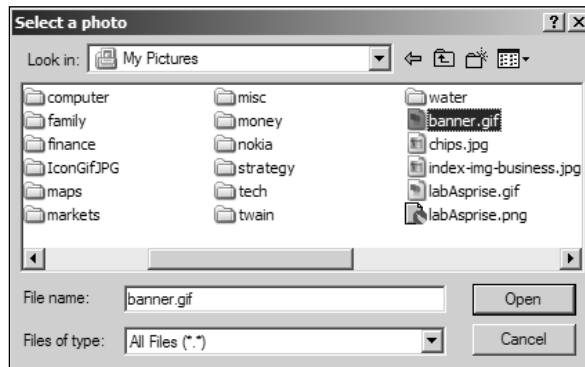 Select a photo
Look in: My Pictures
computer misc water
family money banner.gif
finance nokia chips.jpg
IconGifJPG strategy index-img-business.jpg
maps tech labAsprise.gif
markets twain labAsprise.png
File name: banner.gif Open
Files of type: All Files (*.*) Cancel